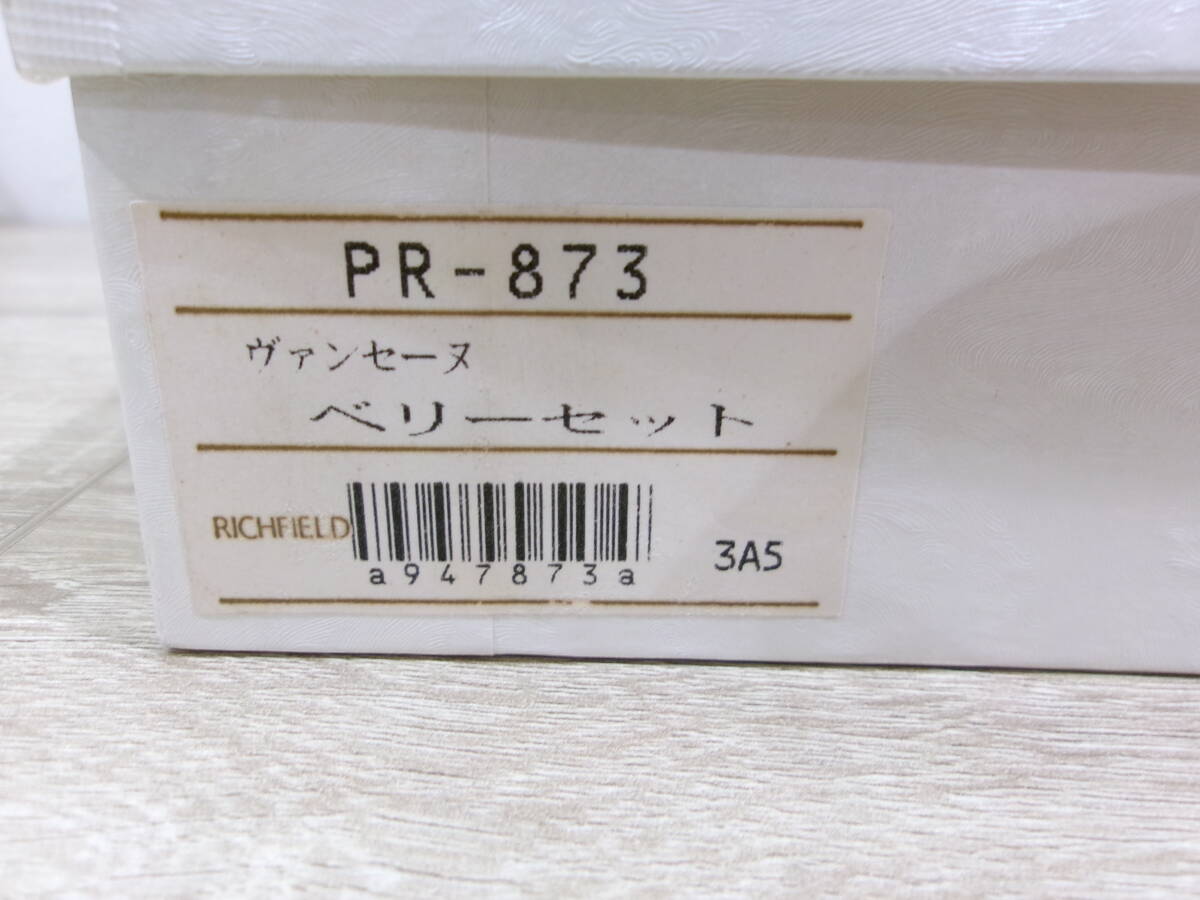 PR-873
ヴァンセーヌ
ベリーセット
RICHFIELD
a947873a
3A5